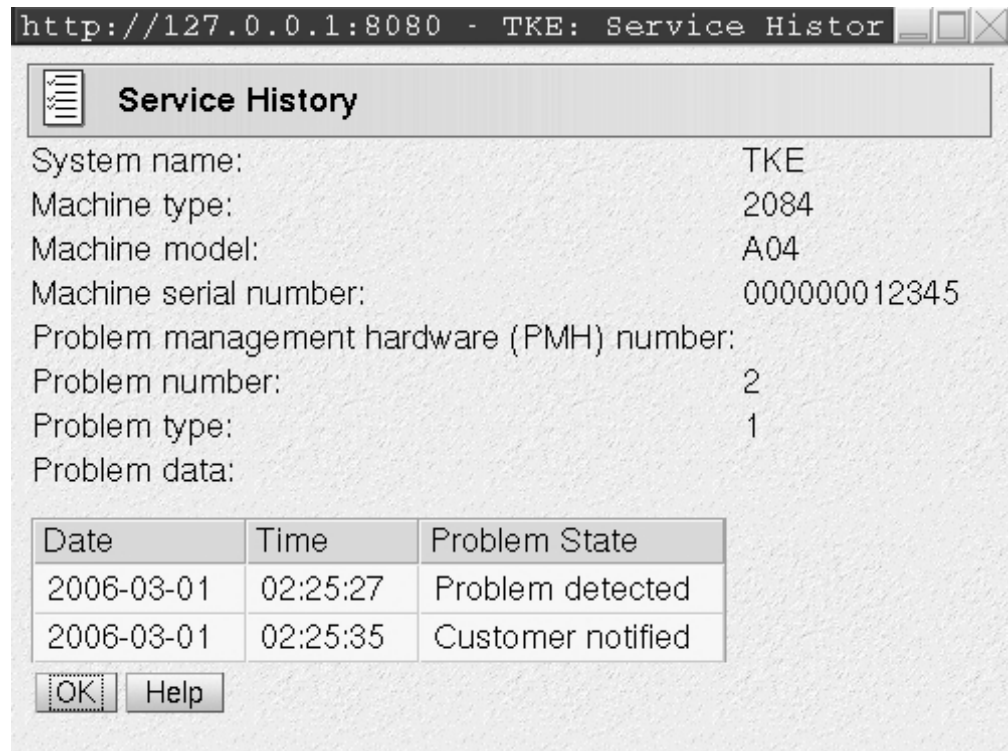 http://127.0.0.1:8080 - TKE: Service Histor
Service History
System name: TKE
Machine type: 2084
Machine model: A04
Machine serial number: 000000012345
Problem management hardware (PMH) number:
Problem number: 2
Problem type: 1
Problem data:
Date Time Problem State
2006-03-01 02:25:27 Problem detected
2006-03-01 02:25:35 Customer notified
OK Help